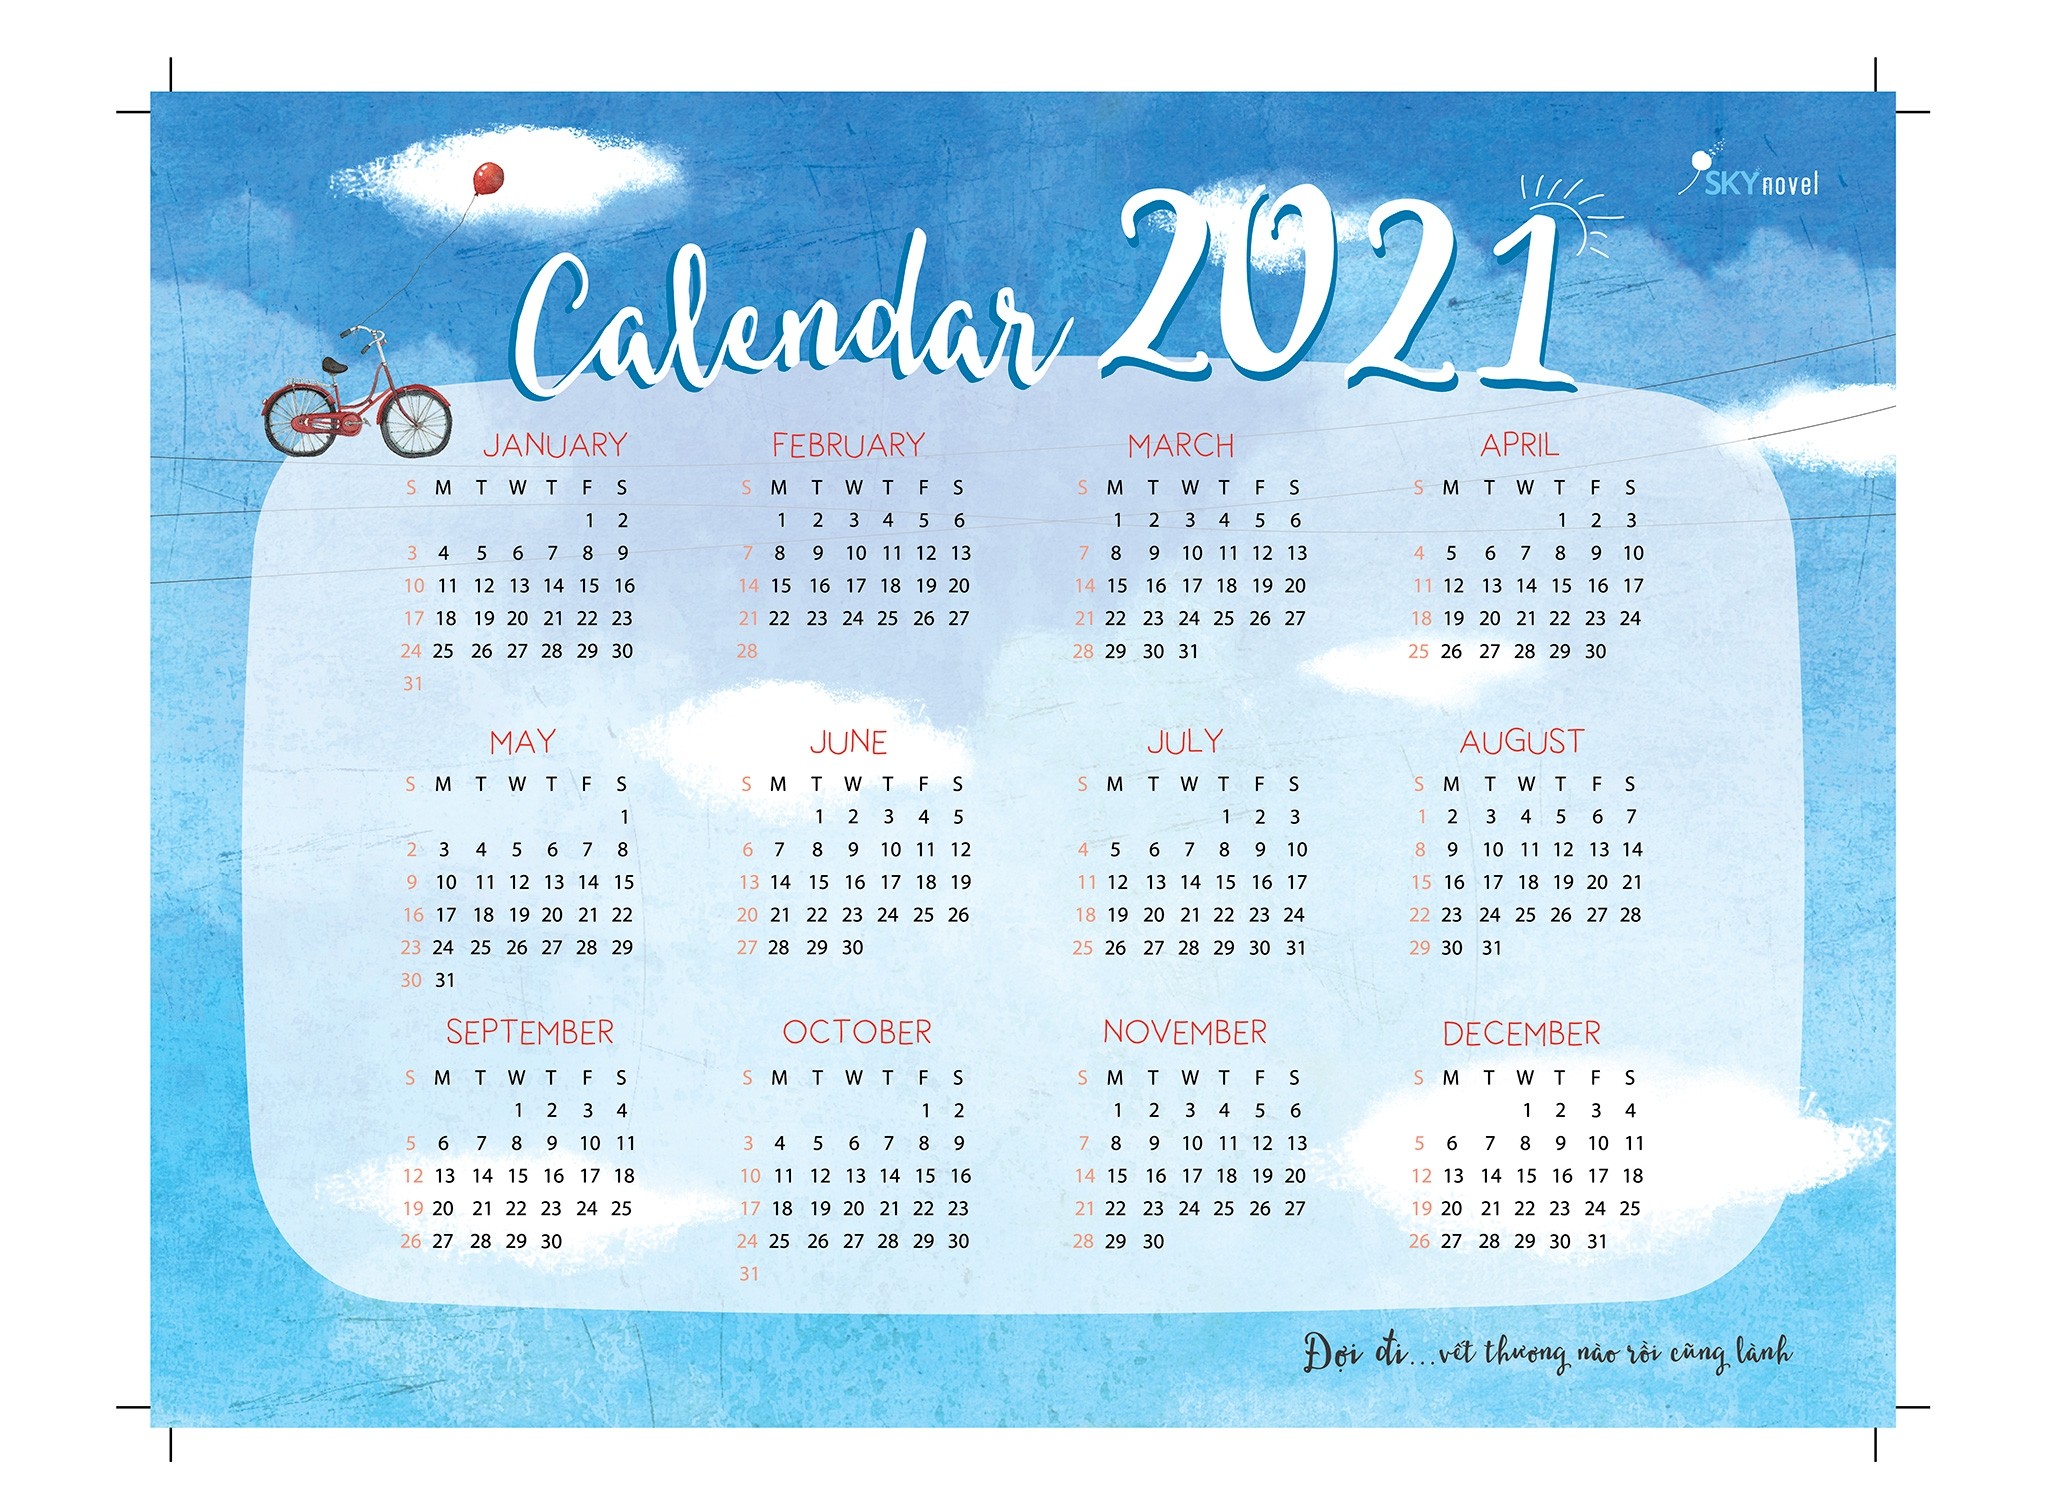 SKY novel
Calendar 2021
JANUARY FEBRUARY MARCH APRIL
S M T W T F S S M T W T F S S M T W T F S S M T W T F S
1 2 1 2 3 4 5 6 1 2 3 4 5 6 1 2 3
3 4 5 6 7 8 9 7 8 9 10 11 12 13 7 8 9 10 11 12 13 4 5 6 7 8 9 10
10 11 12 13 14 15 16 14 15 16 17 18 19 20 14 15 16 17 18 19 20 11 12 13 14 15 16 17
17 18 19 20 21 22 23 21 22 23 24 25 26 27 21 22 23 24 25 26 27 18 19 20 21 22 23 24
24 25 26 27 28 29 30 28 28 29 30 31 25 26 27 28 29 30
31
MAY JUNE JULY AUGUST
S M T W T F S S M T W T F S S M T W T F S S M T W T F S
1 1 2 3 4 5 1 2 3 1 2 3 4 5 6 7
2 3 4 5 6 7 8 6 7 8 9 10 11 12 4 5 6 7 8 9 10 8 9 10 11 12 13 14
9 10 11 12 13 14 15 13 14 15 16 17 18 19 11 12 13 14 15 16 17 15 16 17 18 19 20 21
16 17 18 19 20 21 22 20 21 22 23 24 25 26 18 19 20 21 22 23 24 22 23 24 25 26 27 28
23 24 25 26 27 28 29 27 28 29 30 25 26 27 28 29 30 31 29 30 31
30 31
SEPTEMBER OCTOBER NOVEMBER DECEMBER
S M T W T F S S M T W T F S S M T W T F S S M T W T F S
1 2 3 4 1 2 1 2 3 4 5 6 1 2 3 4
5 6 7 8 9 10 11 3 4 5 6 7 8 9 7 8 9 10 11 12 13 5 6 7 8 9 10 11
12 13 14 15 16 17 18 10 11 12 13 14 15 16 14 15 16 17 18 19 20 12 13 14 15 16 17 18
19 20 21 22 23 24 25 17 18 19 20 21 22 23 21 22 23 24 25 26 27 19 20 21 22 23 24 25
26 27 28 29 30 24 25 26 27 28 29 30 28 29 30 26 27 28 29 30 31
31
Đợi đi...vết thương nào rồi cũng lành